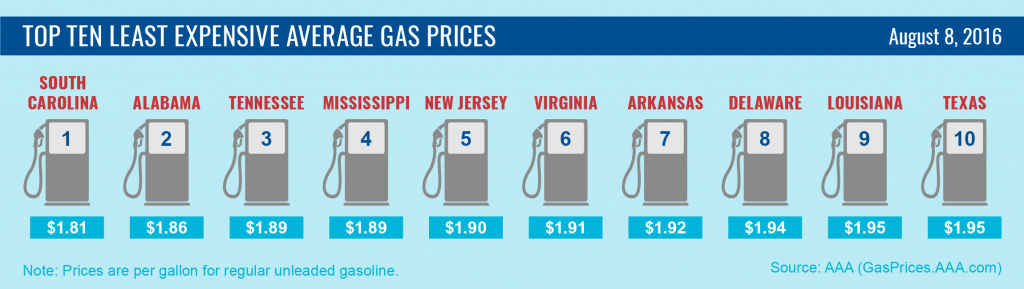 TOP TEN LEAST EXPENSIVE AVERAGE GAS PRICES
August 8, 2016
SOUTH
CAROLINA
ALABAMA
TENNESSEE
MISSISSIPPI
NEW JERSEY
VIRGINIA
ARKANSAS
DELAWARE
LOUISIANA
TEXAS
1
2
3
4
5
6
7
8
9
10
$1.81
$1.86
$1.89
$1.89
$1.90
$1.91
$1.92
$1.94
$1.95
$1.95
Note: Prices are per gallon for regular unleaded gasoline.
Source: AAA (GasPrices.AAA.com)